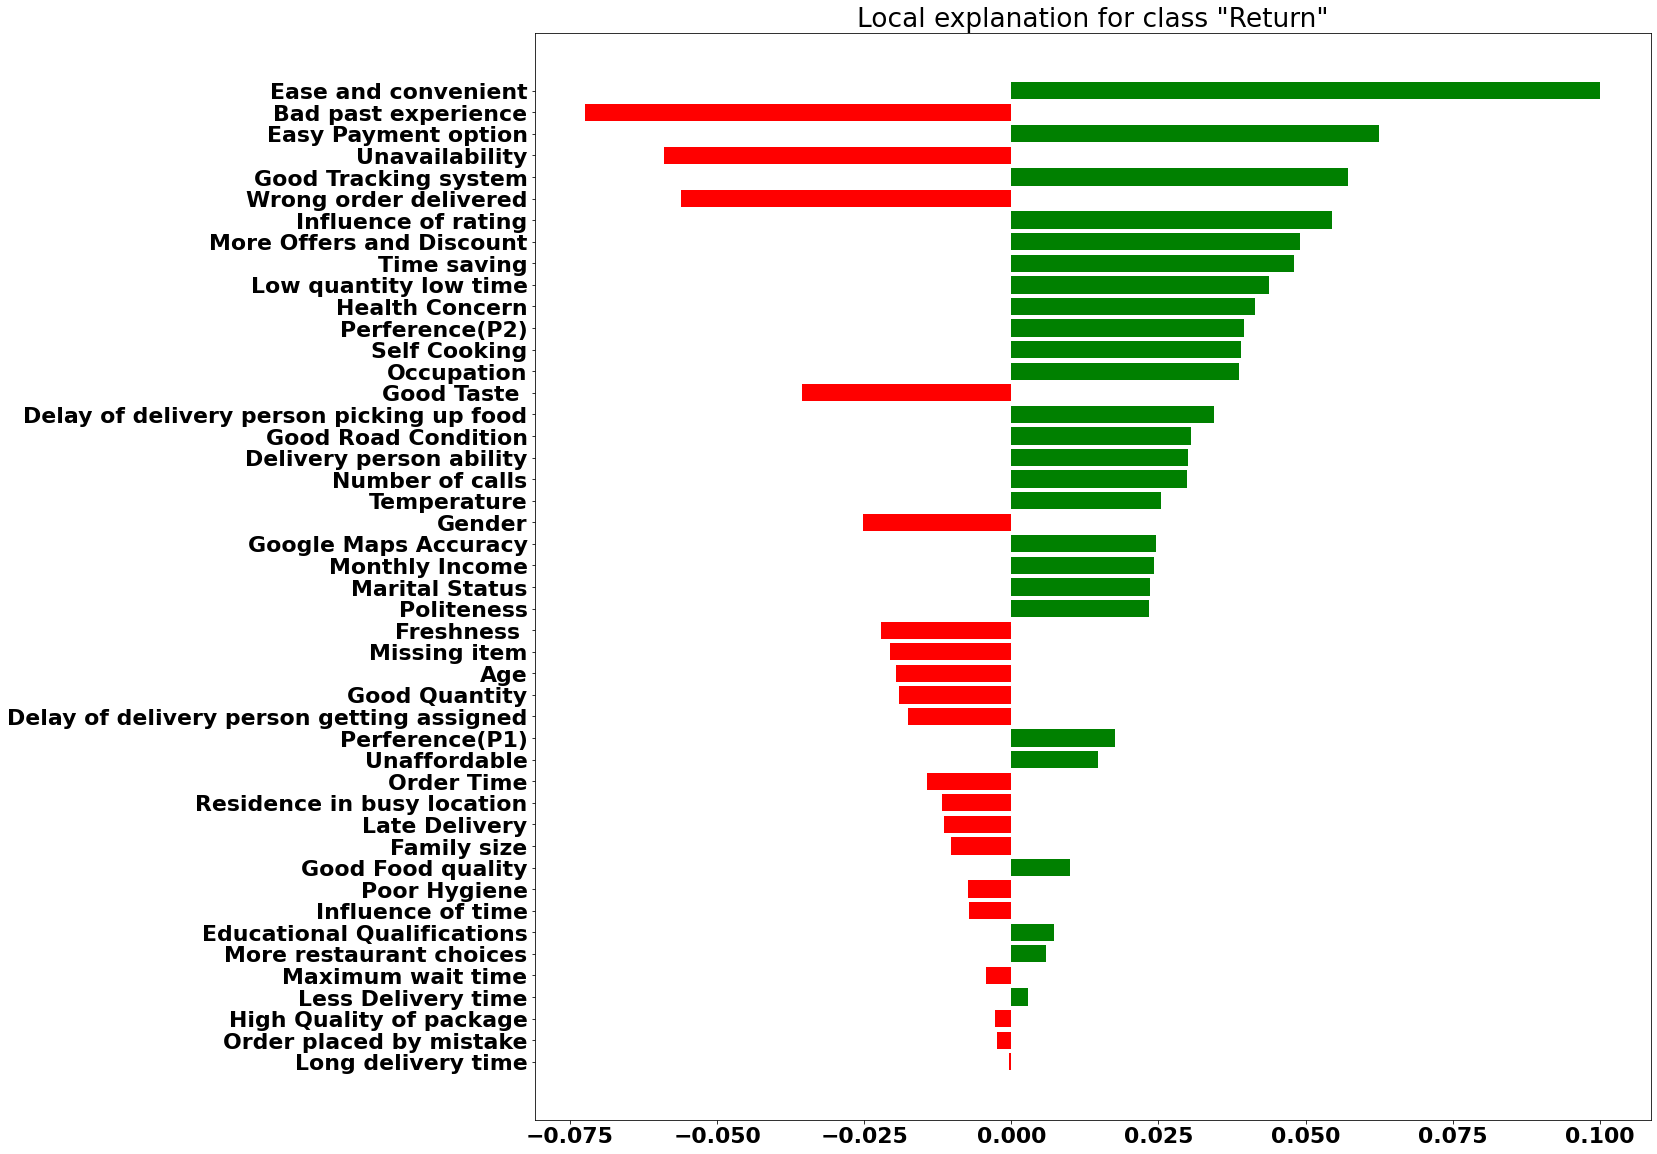 Local explanation for class "Return"
Ease and convenient
Bad past experience
Easy Payment option
Unavailability
Good Tracking system
Wrong order delivered
Influence of rating
More Offers and Discount
Time saving
Low quantity low time
Health Concern
Perference(P2)
Self Cooking
Occupation
Good Taste
Delay of delivery person picking up food
Good Road Condition
Delivery person ability
Number of calls
Temperature
Gender
Google Maps Accuracy
Monthly Income
Marital Status
Politeness
Freshness
Missing item
Age
Good Quantity
Delay of delivery person getting assigned
Perference(P1)
Unaffordable
Order Time
Residence in busy location
Late Delivery
Family size
Good Food quality
Poor Hygiene
Influence of time
Educational Qualifications
More restaurant choices
Maximum wait time
Less Delivery time
High Quality of package
Order placed by mistake
Long delivery time
−0.075 −0.050 −0.025 0.000 0.025 0.050 0.075 0.100